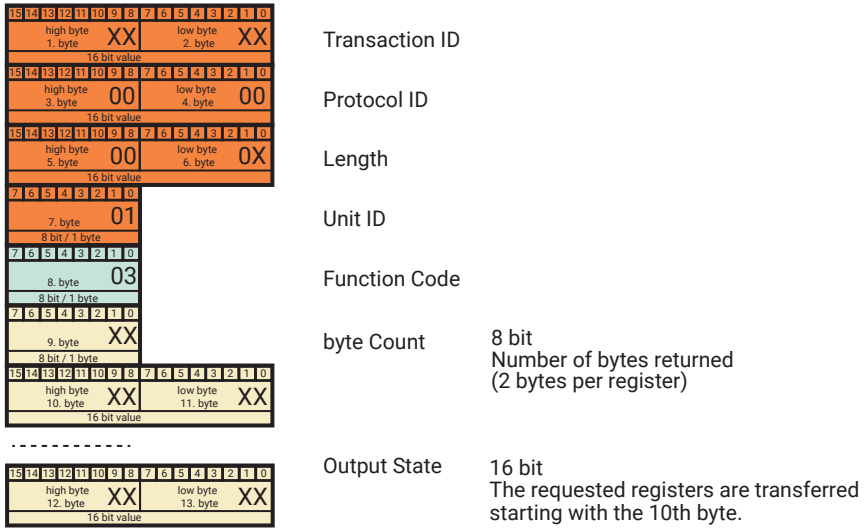 15 14 13 12 11 10 9 8 7 6 5 4 3 2 1 0
high byte
1. byte XX low byte
2. byte XX
16 bit value
Transaction ID
15 14 13 12 11 10 9 8 7 6 5 4 3 2 1 0
high byte
3. byte 00 low byte
4. byte 00
16 bit value
Protocol ID
15 14 13 12 11 10 9 8 7 6 5 4 3 2 1 0
high byte
5. byte 00 low byte
6. byte 0X
16 bit value
Length
7 6 5 4 3 2 1 0
7. byte 01
8 bit / 1 byte
Unit ID
7 6 5 4 3 2 1 0
8. byte 03
8 bit / 1 byte
Function Code
7 6 5 4 3 2 1 0
9. byte XX
8 bit / 1 byte
byte Count
8 bit
Number of bytes returned
(2 bytes per register)
15 14 13 12 11 10 9 8 7 6 5 4 3 2 1 0
high byte
10. byte XX low byte
11. byte XX
16 bit value
15 14 13 12 11 10 9 8 7 6 5 4 3 2 1 0
high byte
12. byte XX low byte
13. byte XX
16 bit value
Output State
16 bit
The requested registers are transferred
starting with the 10th byte.